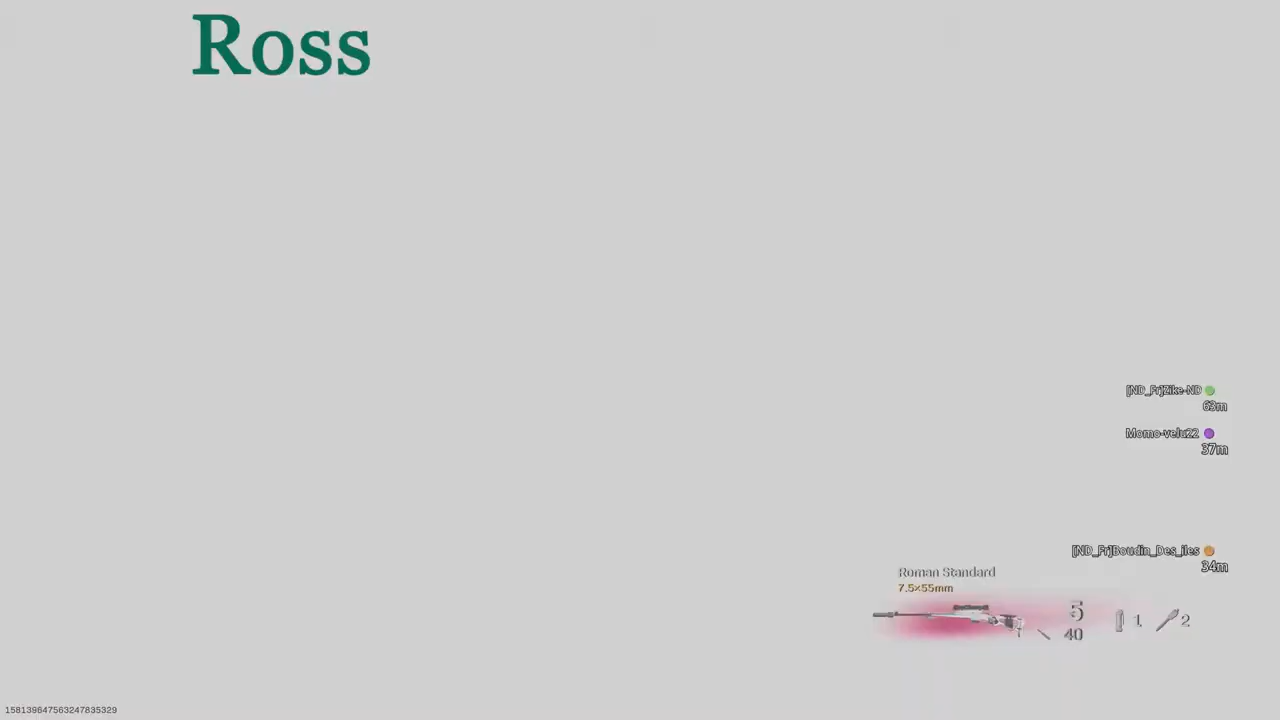 Ross
[ND_Fr]Zike-ND
63m
Momo-velu22
37m
[ND_Fr]Boudin_Des_iles
34m
Roman Standard
7.5×55mm
5
40
1
2
158139647563247835329